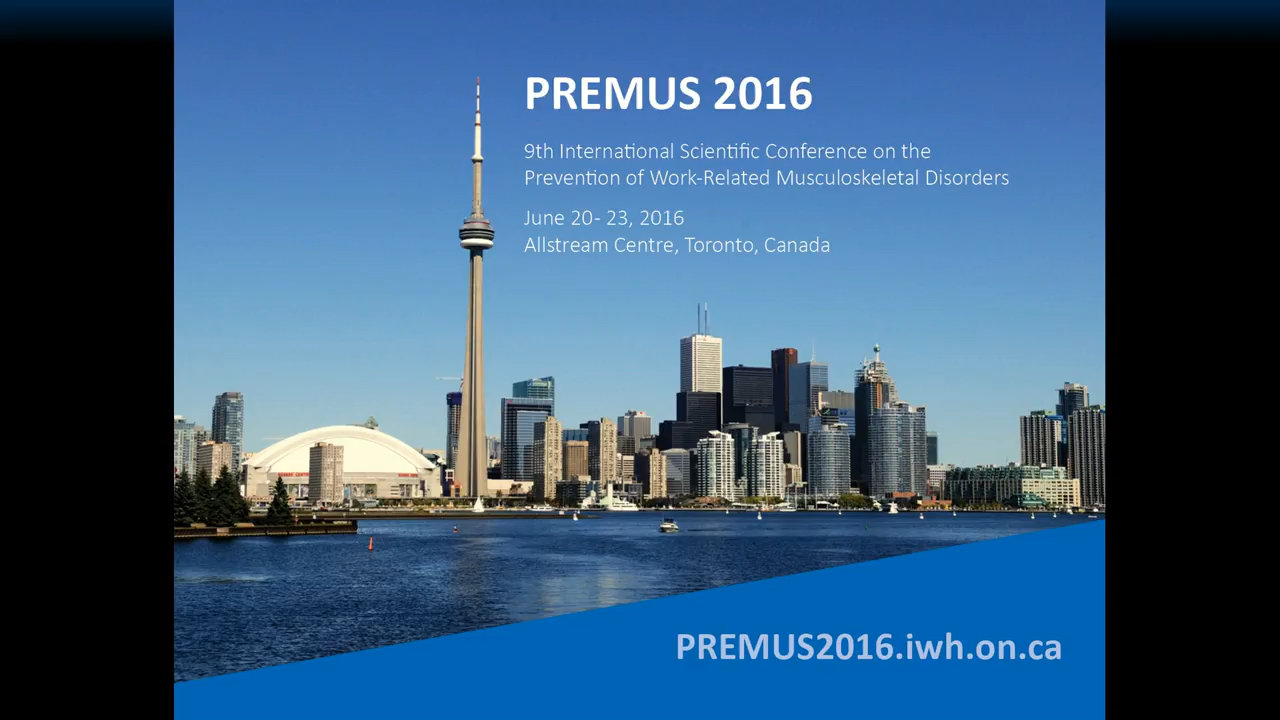 PREMUS 2016
9th International Scientific Conference on the
Prevention of Work-Related Musculoskeletal Disorders
June 20- 23, 2016
Allstream Centre, Toronto, Canada
PREMUS2016.iwh.on.ca